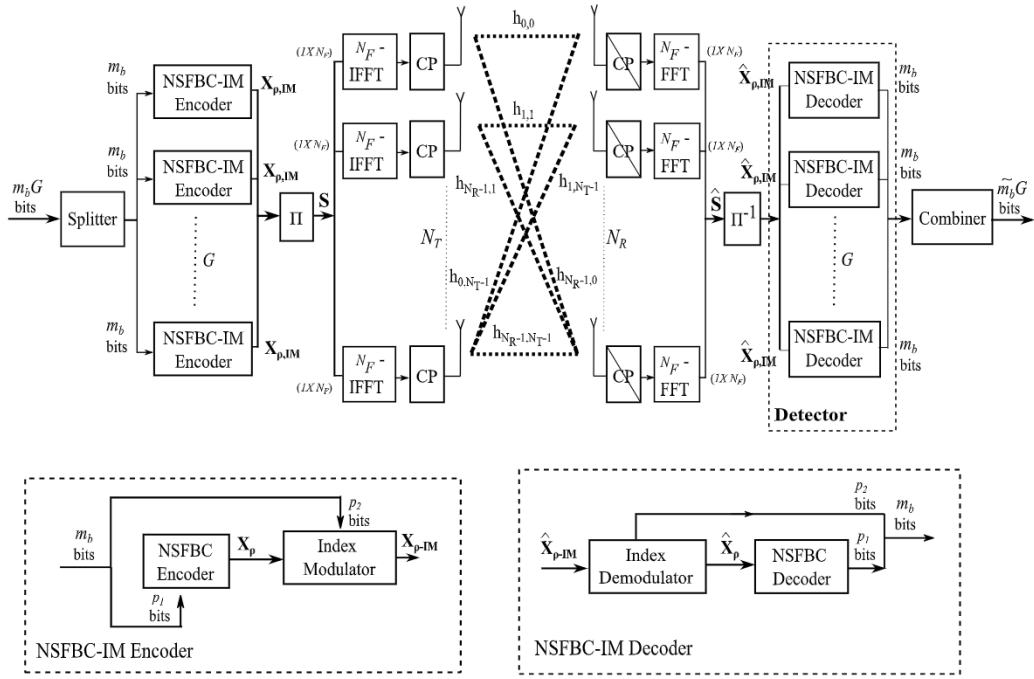 m_b G
bits
Splitter
m_b
bits
NSFBC-IM
Encoder
X_ρ,IM
m_b
bits
NSFBC-IM
Encoder
X_ρ,IM
G
m_b
bits
NSFBC-IM
Encoder
X_ρ,IM
Π
S
(1X N_F)
N_F -
IFFT
CP
(1X N_F)
N_F -
IFFT
CP
N_T
(1X N_F)
N_F -
IFFT
CP
h_0,0
h_1,1
h_N_R-1,1
h_1,N_T-1
h_0,N_T-1
h_N_R-1,0
h_N_R-1,N_T-1
CP
N_F -
FFT
(1X N_F)
CP
N_F -
FFT
(1X N_F)
N_R
CP
N_F -
FFT
(1X N_F)
Ŝ
Π⁻¹
X̂_ρ,IM
NSFBC-IM
Decoder
m_b
bits
X̂_ρ,IM
NSFBC-IM
Decoder
m_b
bits
G
X̂_ρ,IM
NSFBC-IM
Decoder
m_b
bits
Detector
Combiner
m̃_b G
bits
m_b
bits
p_1
bits
NSFBC
Encoder
X_ρ
p_2
bits
Index
Modulator
X_ρ-IM
NSFBC-IM Encoder
X̂_ρ-IM
Index
Demodulator
X̂_ρ
NSFBC
Decoder
p_2
bits
p_1
bits
m_b
bits
NSFBC-IM Decoder